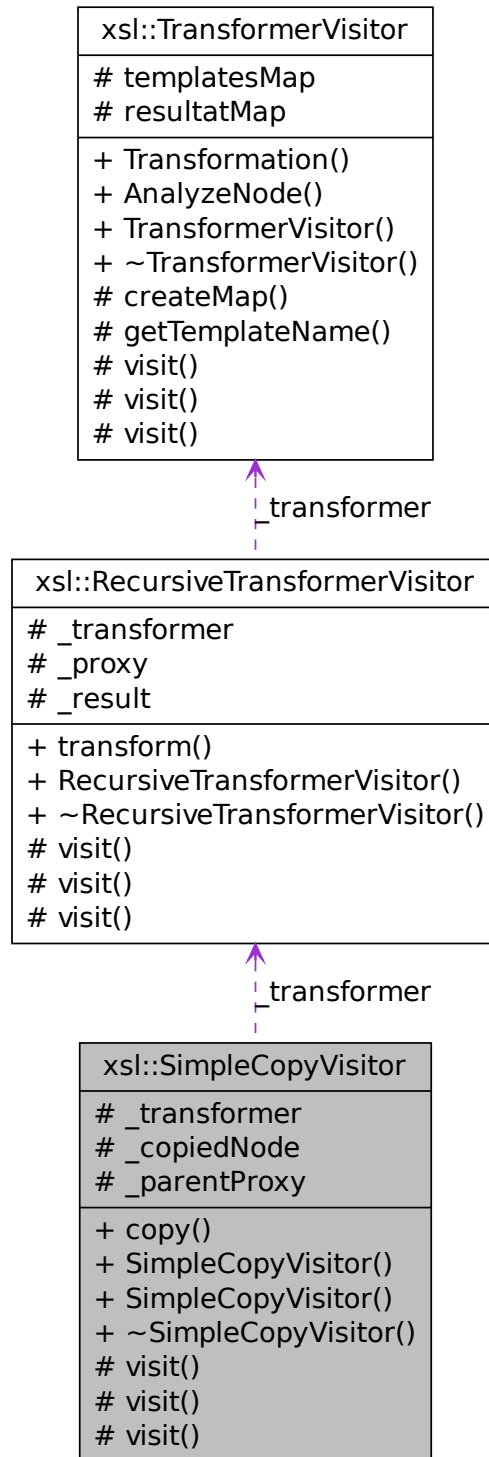 xsl::TransformerVisitor
# templatesMap
# resultatMap
+ Transformation()
+ AnalyzeNode()
+ TransformerVisitor()
+ ~TransformerVisitor()
# createMap()
# getTemplateName()
# visit()
# visit()
# visit()
_transformer
xsl::RecursiveTransformerVisitor
# _transformer
# _proxy
# _result
+ transform()
+ RecursiveTransformerVisitor()
+ ~RecursiveTransformerVisitor()
# visit()
# visit()
# visit()
_transformer
xsl::SimpleCopyVisitor
# _transformer
# _copiedNode
# _parentProxy
+ copy()
+ SimpleCopyVisitor()
+ SimpleCopyVisitor()
+ ~SimpleCopyVisitor()
# visit()
# visit()
# visit()